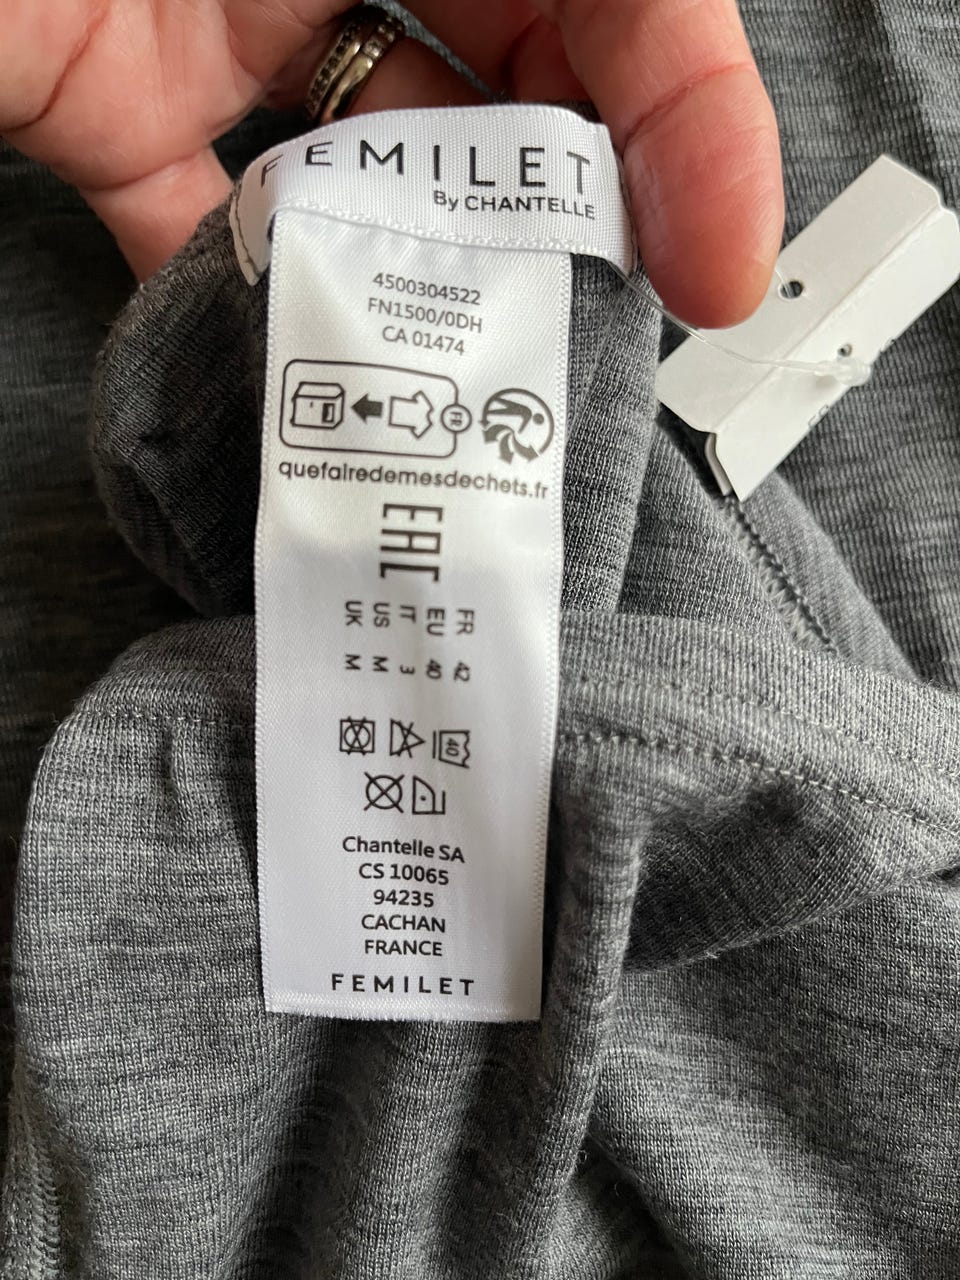 FEMILET
By CHANTELLE
4500304522
FN1500/0DH
CA 01474
FR
quefairedemesdechets.fr
EAC
FR 42
EU 40
IT 3
US M
UK M
40
Chantelle SA
CS 10065
94235
CACHAN
FRANCE
FEMILET